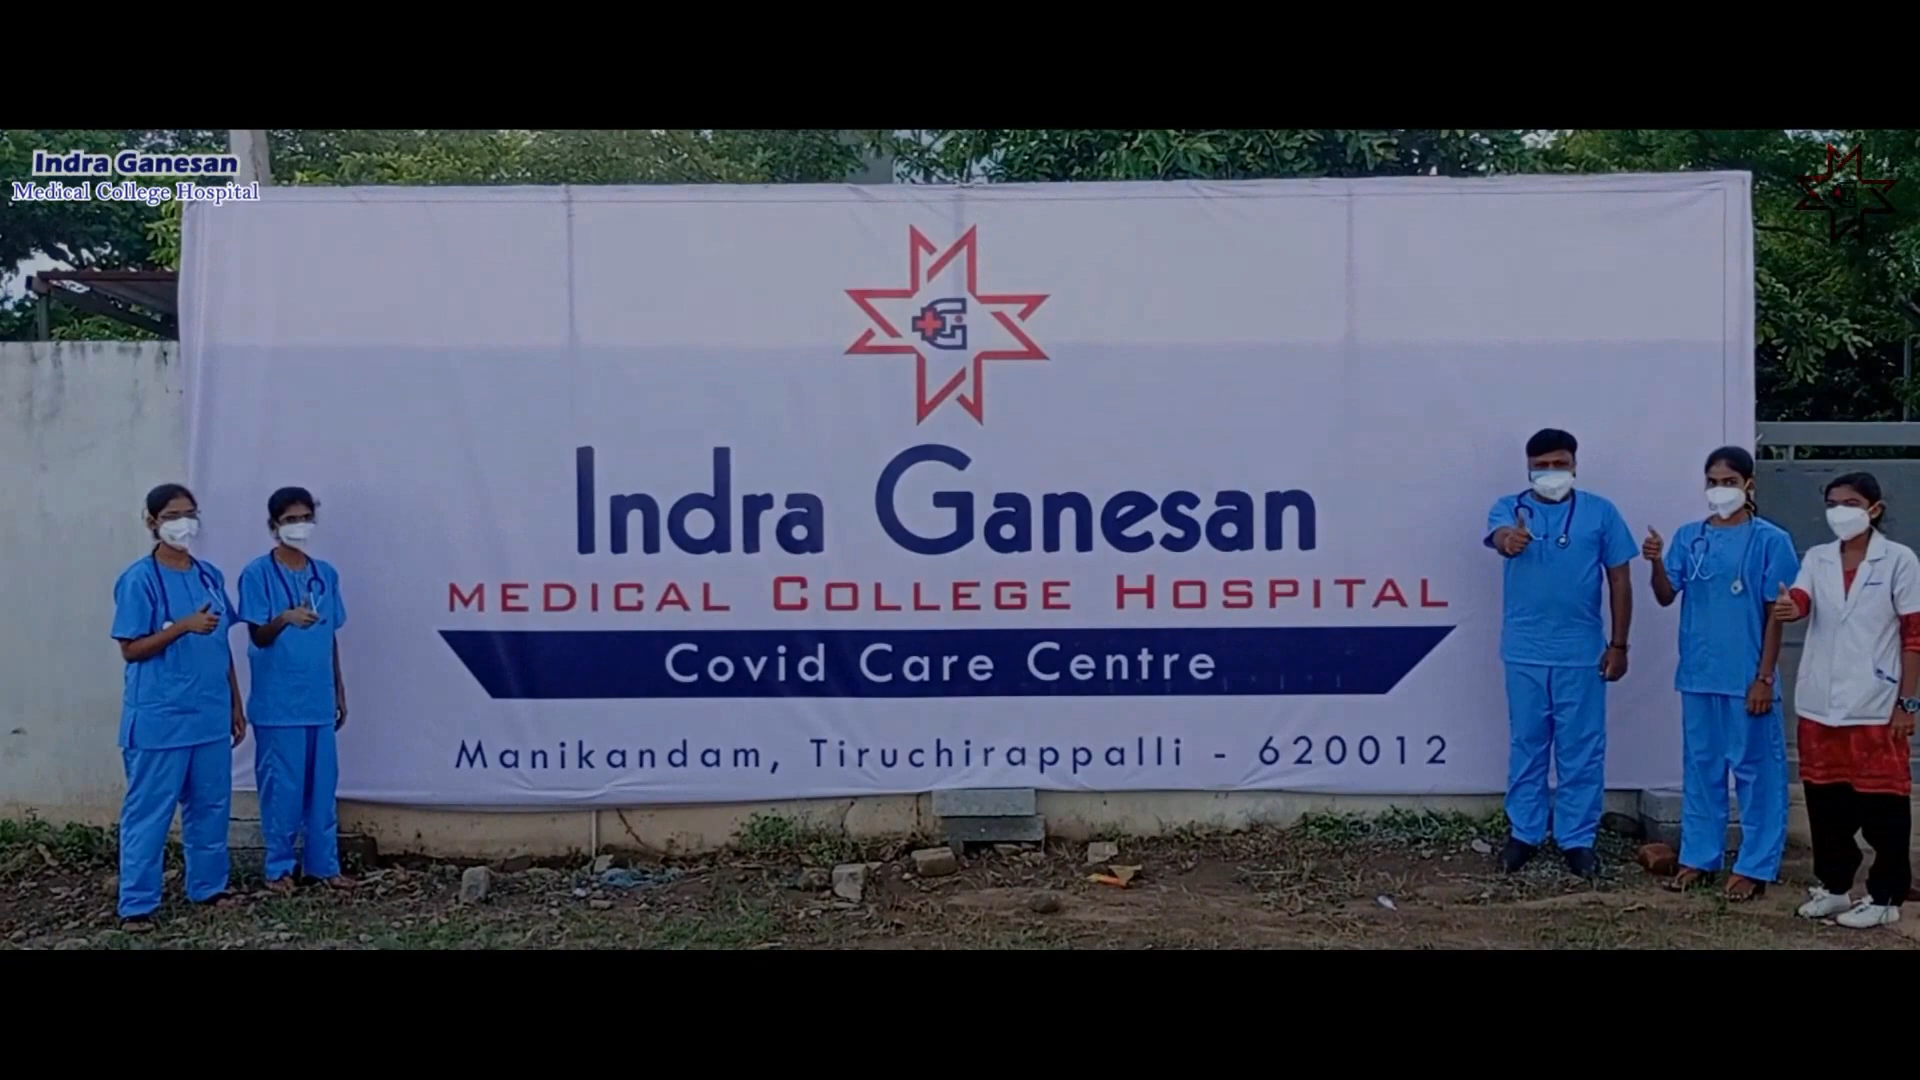 Indra Ganesan
Medical College Hospital
Indra Ganesan
MEDICAL COLLEGE HOSPITAL
Covid Care Centre
Manikandam, Tiruchirappalli - 620012